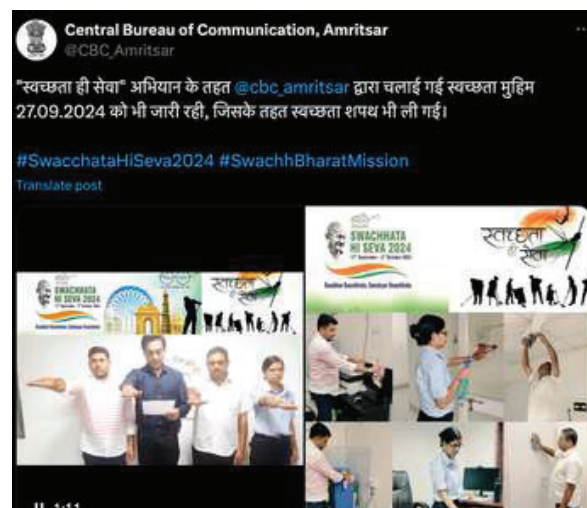 Central Bureau of Communication, Amritsar
@CBC_Amritsar
"स्वच्छता ही सेवा" अभियान के तहत @cbc_amritsar द्वारा चलाई गई स्वच्छता मुहिम
27.09.2024 को भी जारी रही, जिसके तहत स्वच्छता शपथ भी ली गई।
#SwacchataHiSeva2024 #SwachhBharatMission
Translate post
SWACHHATA
HI SEVA 2024
स्वच्छता
ही सेवा
SWACHHATA
HI SEVA 2024
स्वच्छता
ही सेवा
1:11